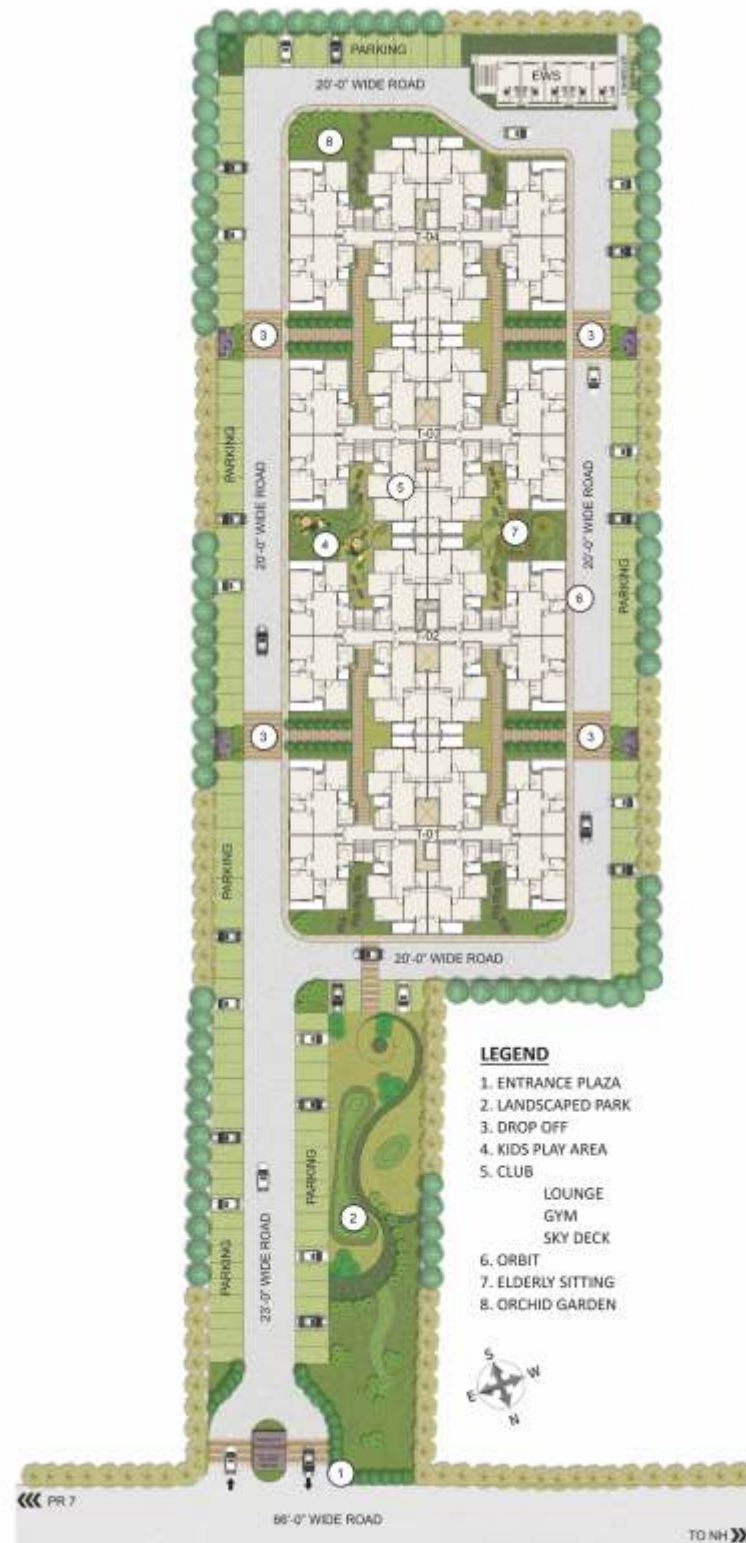 PARKING
20'-0" WIDE ROAD
EWS
8
T-04
3
3
PARKING
T-03
20'-0" WIDE ROAD
5
20'-0" WIDE ROAD
4
7
PARKING
6
T-02
3
3
T-01
PARKING
20'-0" WIDE ROAD
LEGEND
1. ENTRANCE PLAZA
2. LANDSCAPED PARK
3. DROP OFF
4. KIDS PLAY AREA
5. CLUB
LOUNGE
GYM
SKY DECK
6. ORBIT
7. ELDERLY SITTING
8. ORCHID GARDEN
PARKING
2
PARKING
23'-0" WIDE ROAD
S
W
E
N
1
PR 7
66'-0" WIDE ROAD
TO NH